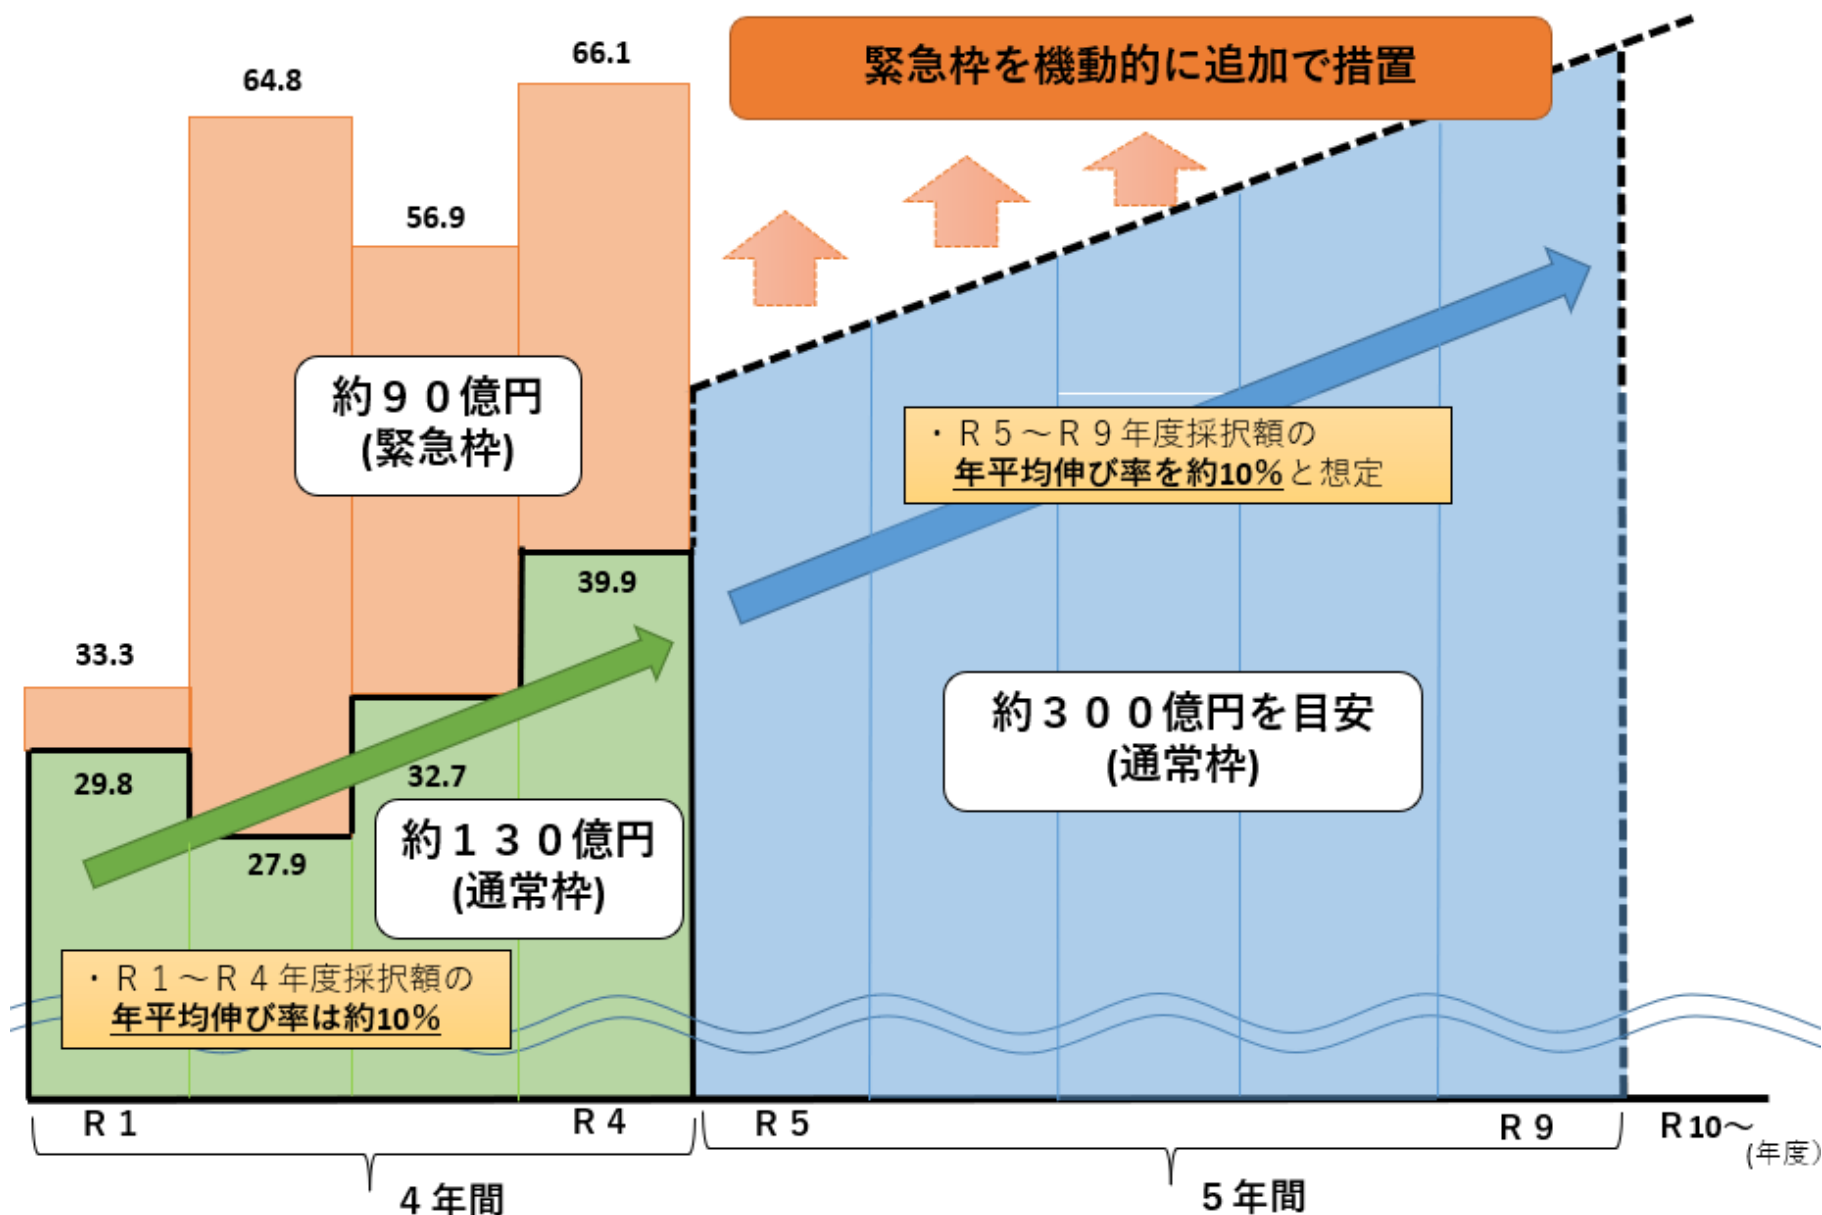 緊急枠を機動的に追加で措置
66.1
64.8
56.9
33.3
約９０億円
(緊急枠)
・Ｒ５～Ｒ９年度採択額の
年平均伸び率を約10%と想定
39.9
29.8
32.7
27.9
約１３０億円
(通常枠)
約３００億円を目安
(通常枠)
・Ｒ１～Ｒ４年度採択額の
年平均伸び率は約10%
Ｒ１
Ｒ４
Ｒ５
Ｒ９
Ｒ10～
(年度)
４年間
５年間